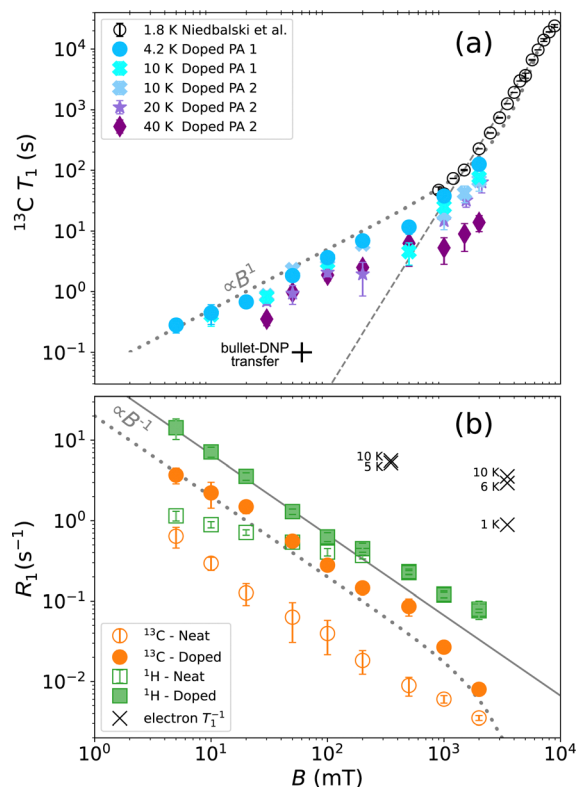 (a)
1.8 K Niedbalski et al.
4.2 K Doped PA 1
10 K Doped PA 1
10 K Doped PA 2
20 K Doped PA 2
40 K Doped PA 2
10⁴
10³
10²
10¹
10⁰
10⁻¹
¹³C T₁ (s)
∝B¹
bullet-DNP
transfer
(b)
∝B⁻¹
10 K
5 K
10 K
6 K
1 K
10¹
10⁰
10⁻¹
10⁻²
R₁(s⁻¹)
¹³C - Neat
¹³C - Doped
¹H - Neat
¹H - Doped
electron T₁⁻¹
10⁰
10¹
10²
10³
10⁴
B (mT)